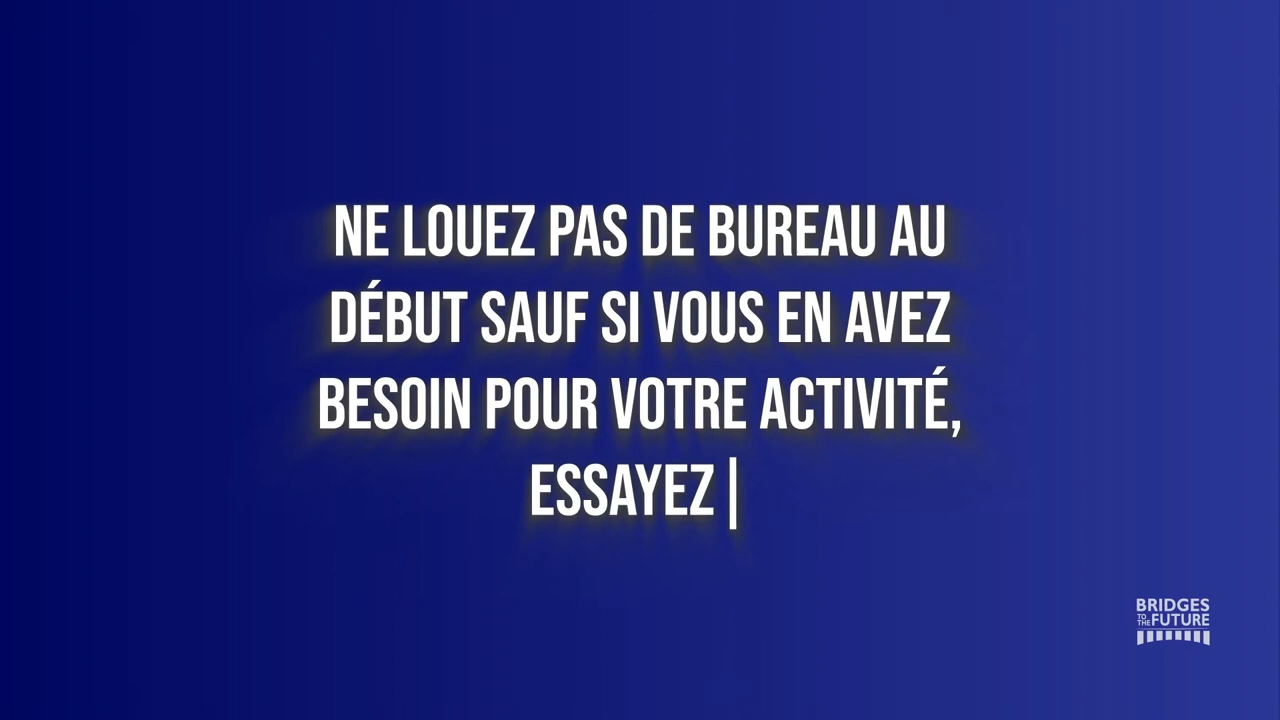 NE LOUEZ PAS DE BUREAU AU
DÉBUT SAUF SI VOUS EN AVEZ
BESOIN POUR VOTRE ACTIVITÉ,
ESSAYEZ |
BRIDGES
TO THE FUTURE